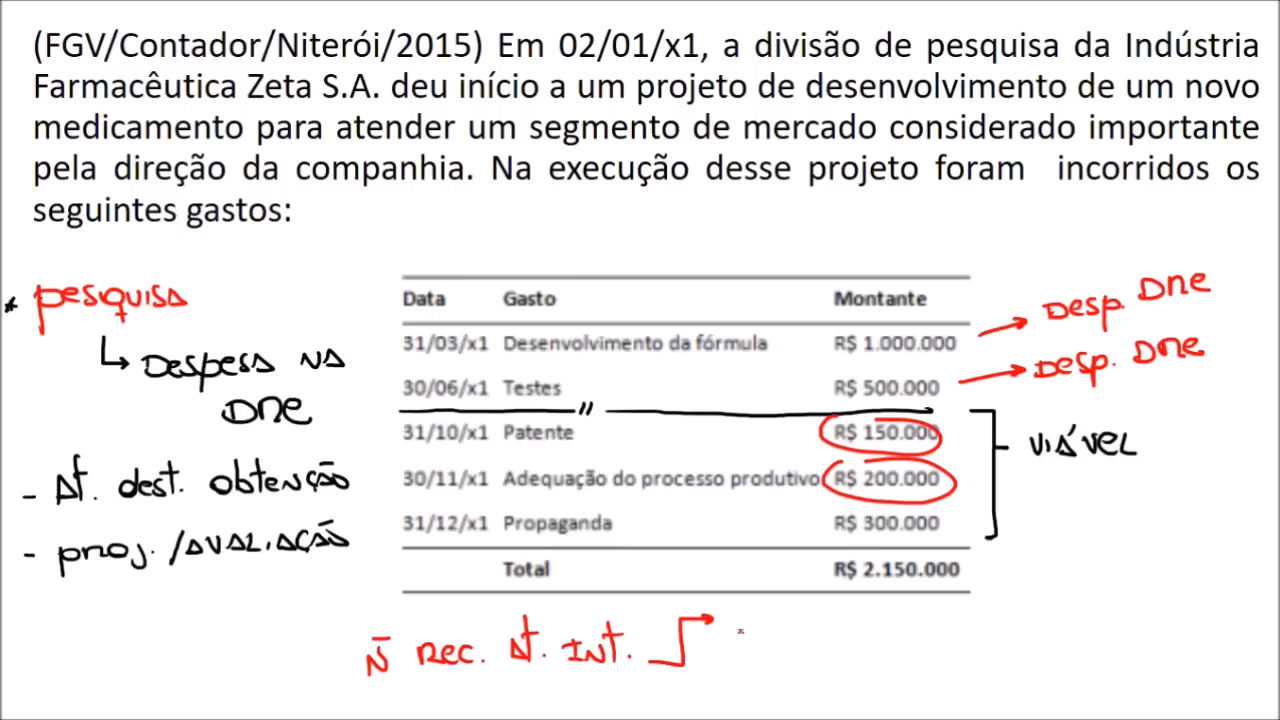 (FGV/Contador/Niterói/2015) Em 02/01/x1, a divisão de pesquisa da Indústria
Farmacêutica Zeta S.A. deu início a um projeto de desenvolvimento de um novo
medicamento para atender um segmento de mercado considerado importante
pela direção da companhia. Na execução desse projeto foram incorridos os
seguintes gastos:
* pesquisa
↳ Despesa na
DRE
- At. dest. obtenção
- proj. /avaliação
Data Gasto Montante
31/03/x1 Desenvolvimento da fórmula R$ 1.000.000 → Desp. DRE
30/06/x1 Testes R$ 500.000 → Desp. DRE
31/10/x1 Patente R$ 150.000
30/11/x1 Adequação do processo produtivo R$ 200.000
31/12/x1 Propaganda R$ 300.000
Total R$ 2.150.000
viável
Ñ Rec. At. Int.